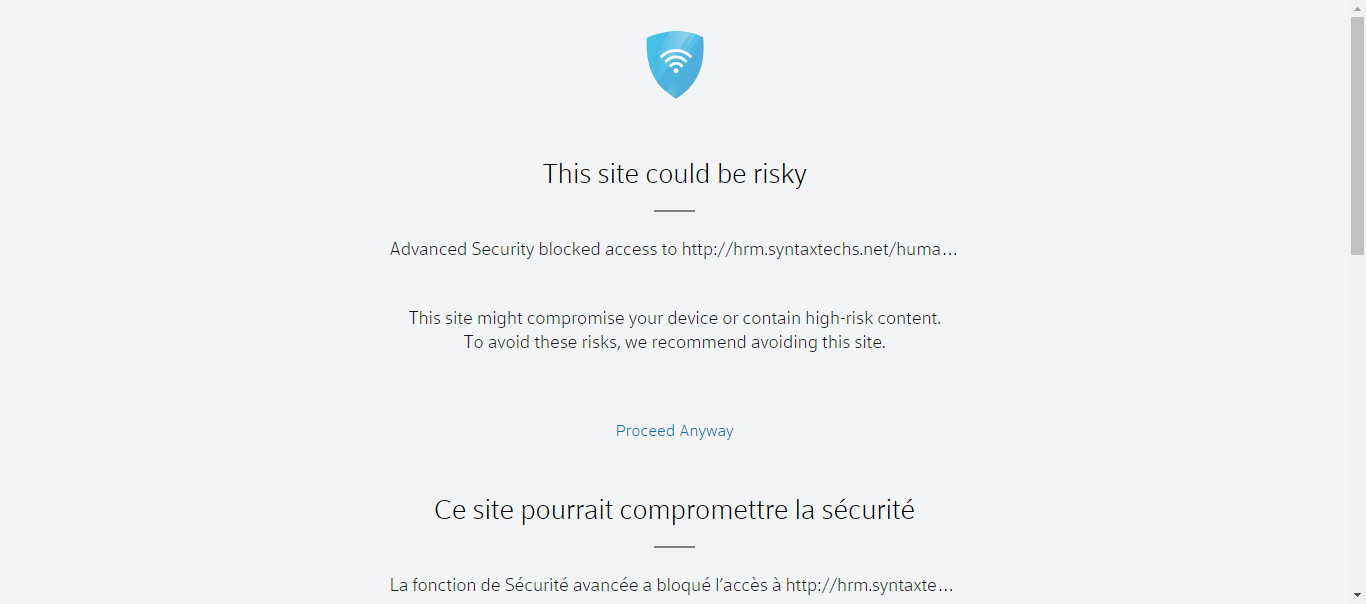 This site could be risky
Advanced Security blocked access to http://hrm.syntaxtechs.net/huma...
This site might compromise your device or contain high-risk content.
To avoid these risks, we recommend avoiding this site.
Proceed Anyway
Ce site pourrait compromettre la sécurité
La fonction de Sécurité avancée a bloqué l’accès à http://hrm.syntaxte...